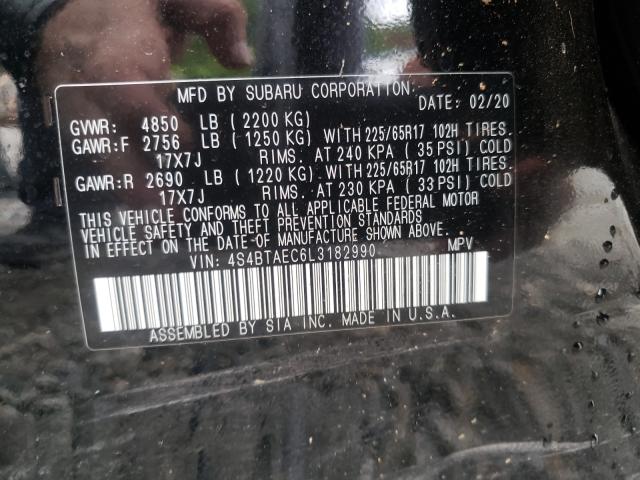 MFD BY SUBARU CORPORATION.
DATE: 02/20
GVWR: 4850 LB (2200 KG)
GAWR:F 2756 LB (1250 KG) WITH 225/65R17 102H TIRES.
17X7J RIMS. AT 240 KPA (35 PSI) COLD
GAWR:R 2690 LB (1220 KG) WITH 225/65R17 102H TIRES.
17X7J RIMS. AT 230 KPA (33 PSI) COLD
THIS VEHICLE CONFORMS TO ALL APPLICABLE FEDERAL MOTOR
VEHICLE SAFETY AND THEFT PREVENTION STANDARDS
IN EFFECT ON THE DATE OF MANUFACTURE SHOWN ABOVE.
VIN: 4S4BTAEC6L3182990 MPV
ASSEMBLED BY SIA INC. MADE IN U.S.A.